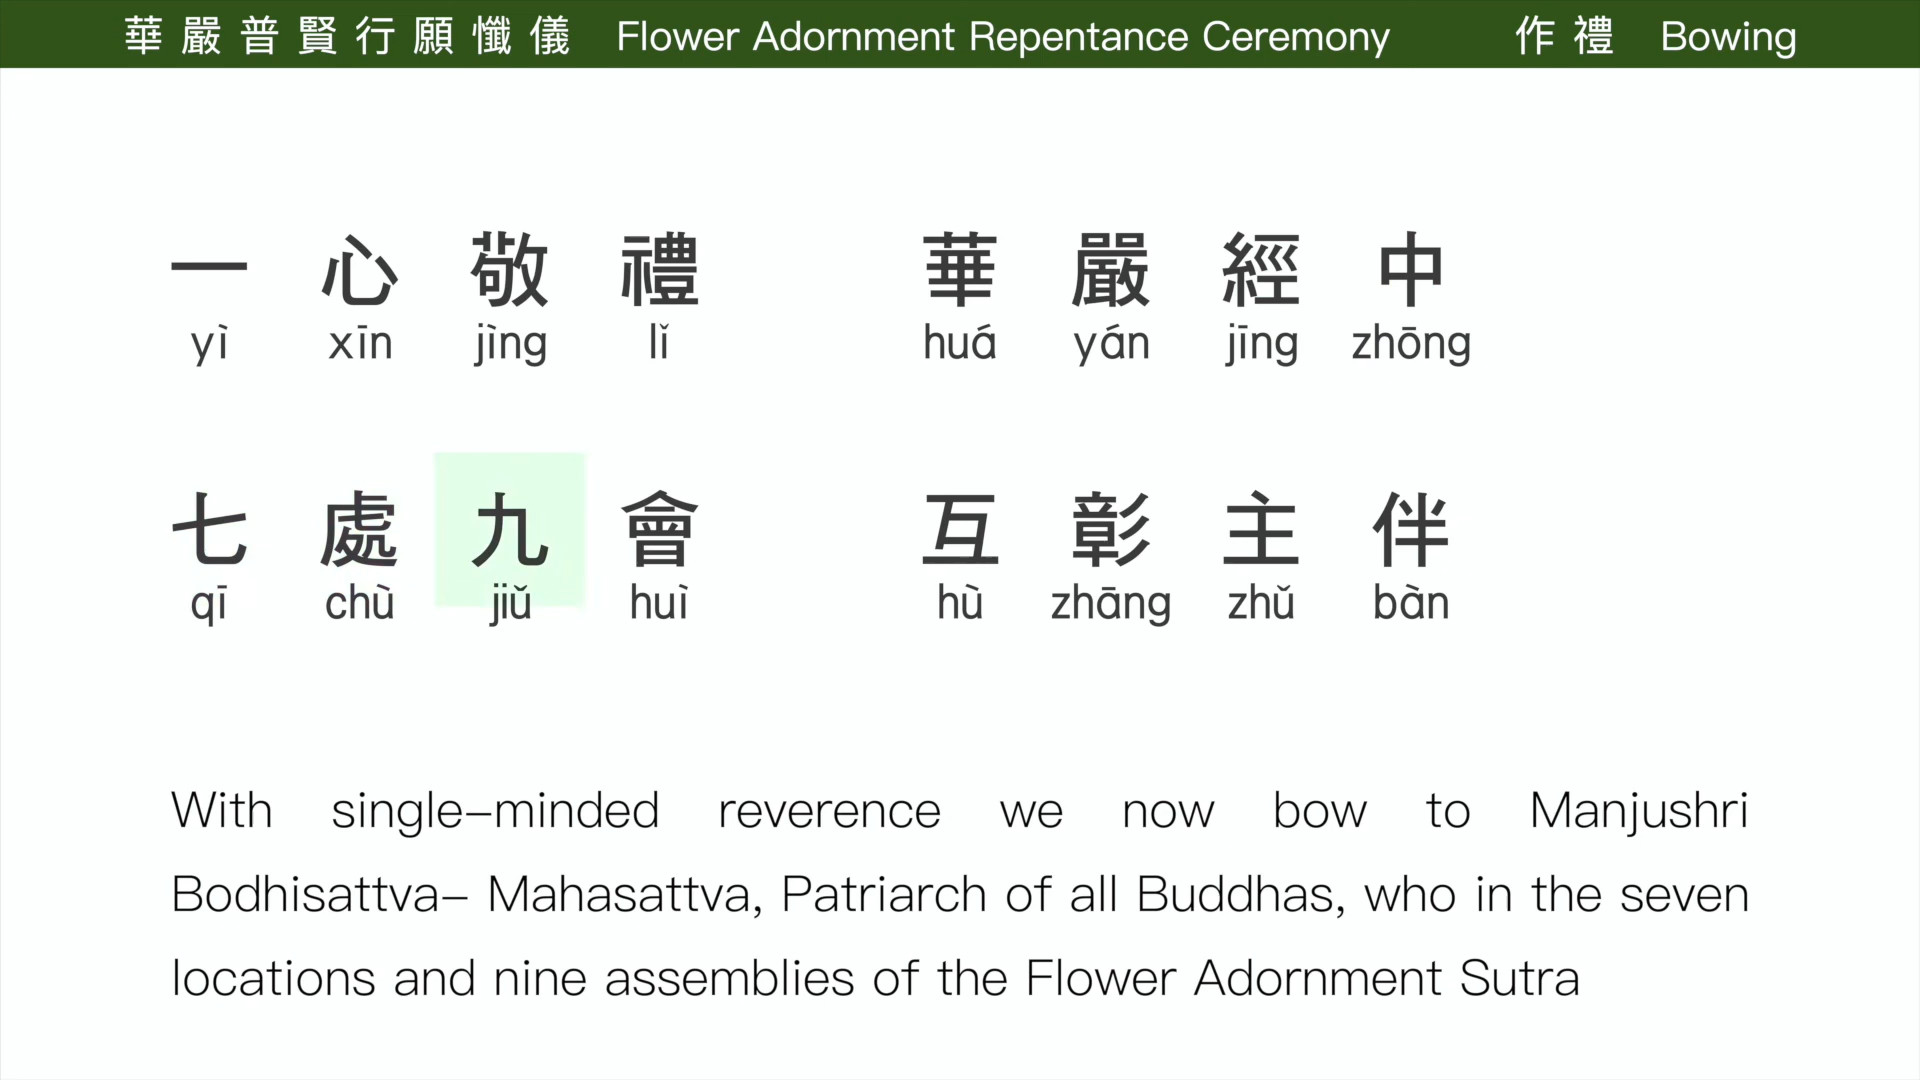 華嚴普賢行願懺儀 Flower Adornment Repentance Ceremony 作禮 Bowing
一心敬禮 華嚴經中
yì xīn jìng lǐ huá yán jīng zhōng
七處九會 互彰主伴
qī chù jiǔ huì hù zhāng zhǔ bàn
With single-minded reverence we now bow to Manjushri
Bodhisattva- Mahasattva, Patriarch of all Buddhas, who in the seven
locations and nine assemblies of the Flower Adornment Sutra